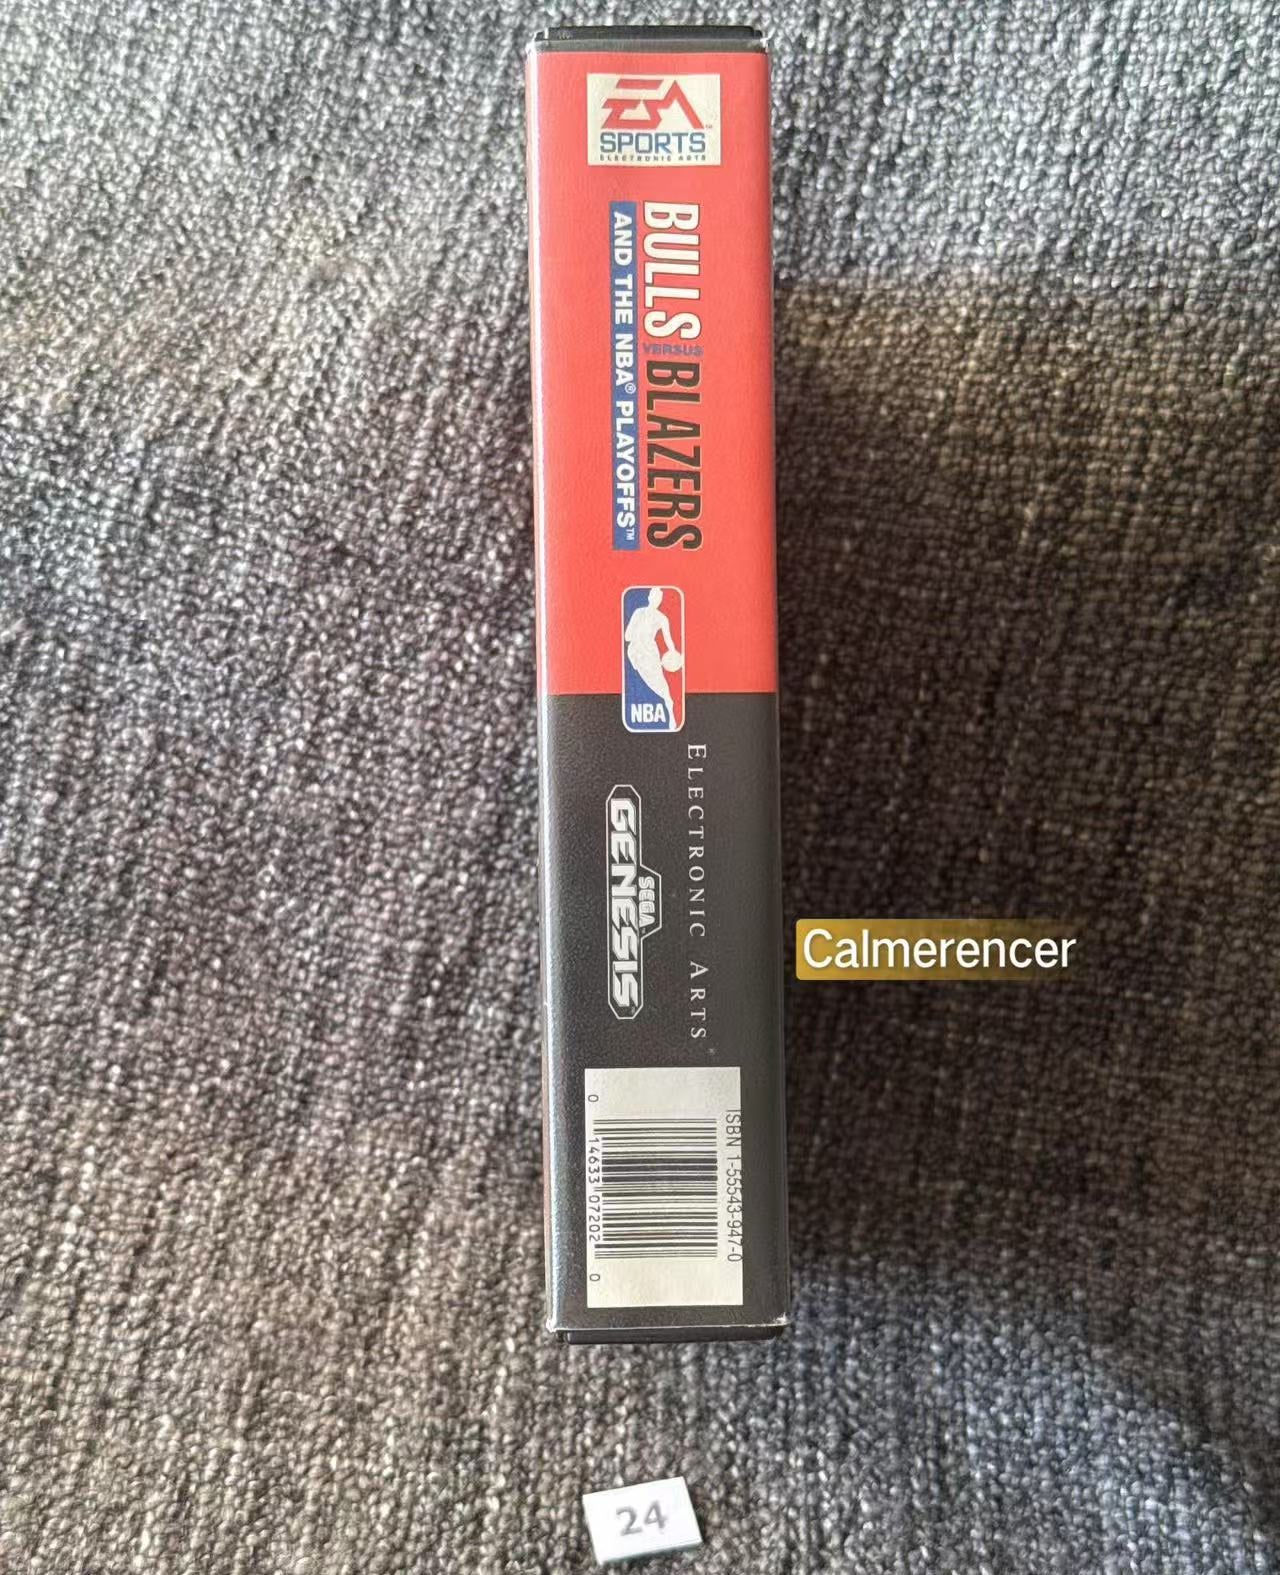 EA
SPORTS™
ELECTRONIC ARTS
BULLS VERSUS BLAZERS
AND THE NBA® PLAYOFFS™
NBA
ELECTRONIC ARTS
SEGA
GENESIS
ISBN 1-55543-947-0
0 14633 07202 0
Calmerencer
24